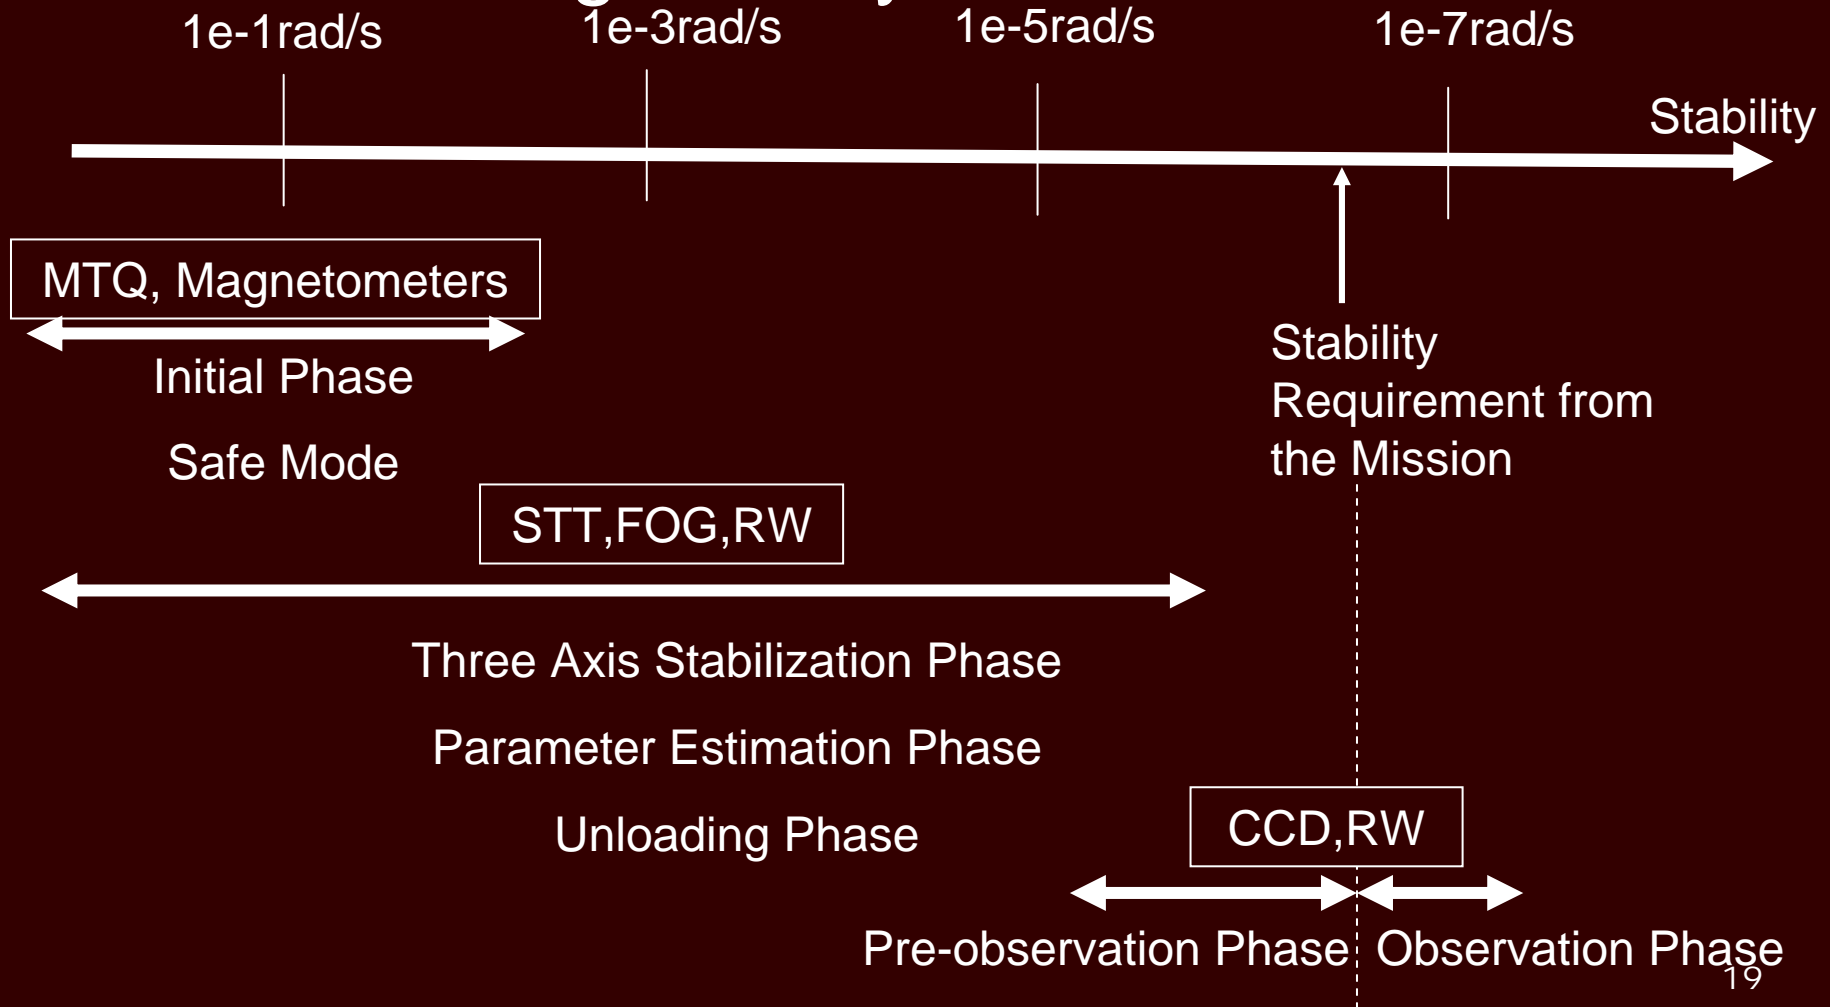 1e-1rad/s
1e-3rad/s
1e-5rad/s
1e-7rad/s
Stability
MTQ, Magnetometers
Initial Phase
Safe Mode
Stability
Requirement from
the Mission
STT,FOG,RW
Three Axis Stabilization Phase
Parameter Estimation Phase
Unloading Phase
CCD,RW
Pre-observation Phase
Observation Phase
19